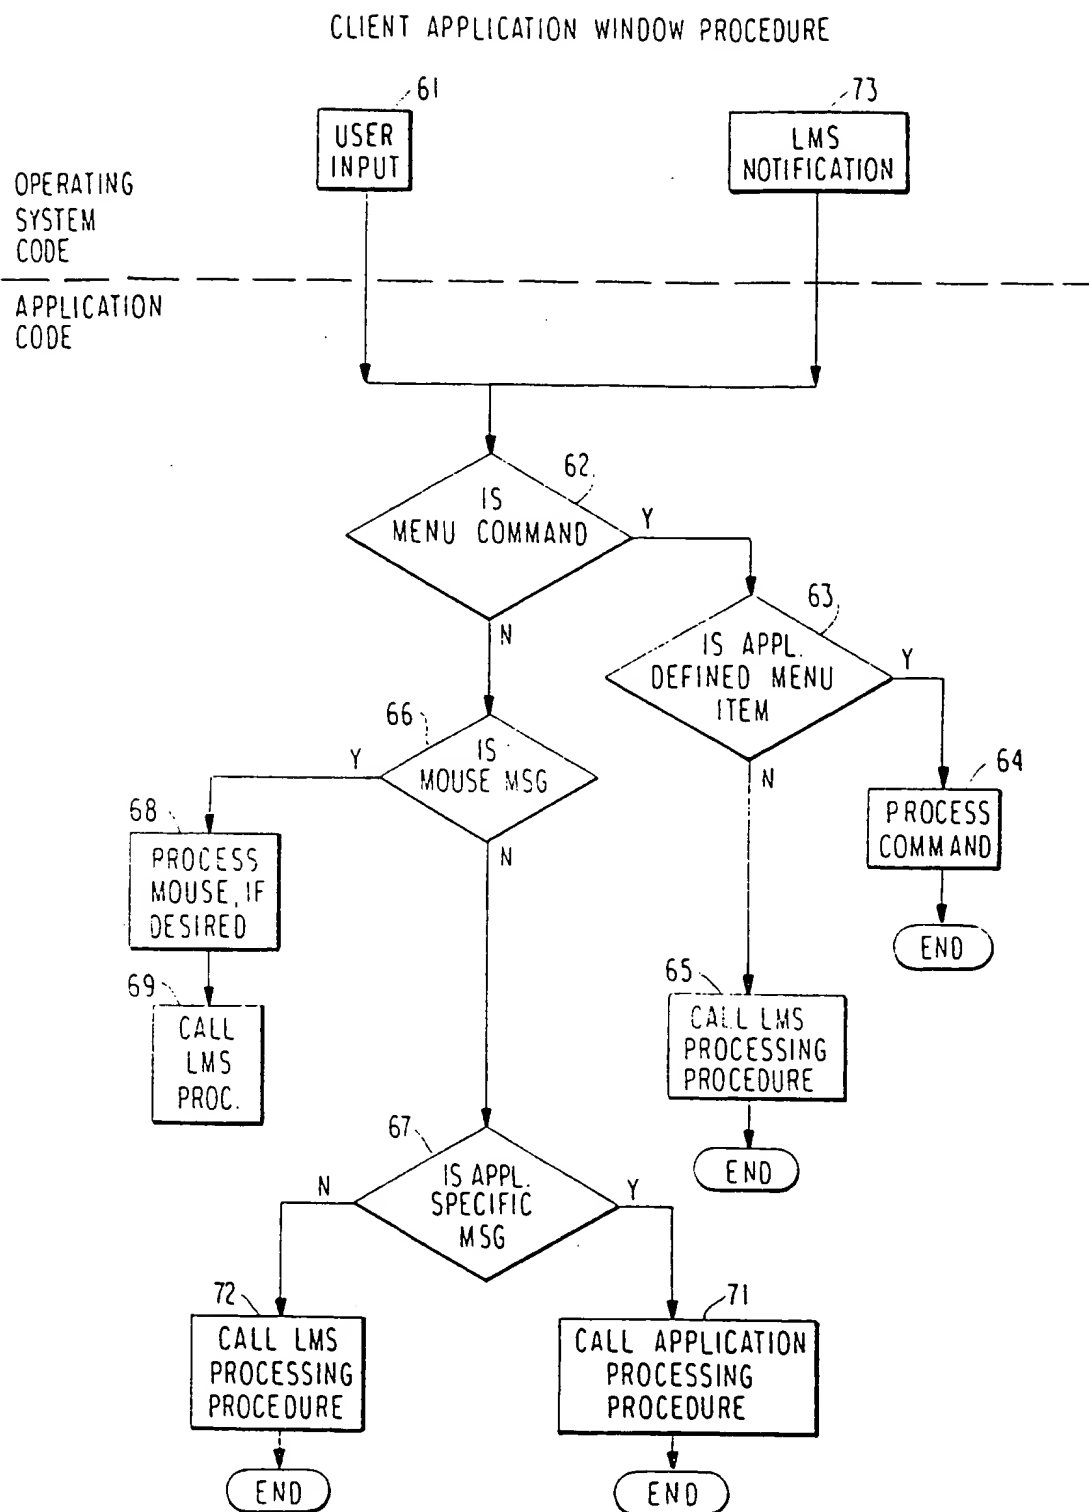 CLIENT APPLICATION WINDOW PROCEDURE
61
73
USER
INPUT
LMS
NOTIFICATION
OPERATING
SYSTEM
CODE
APPLICATION
CODE
62
IS
MENU COMMAND
Y
N
63
IS APPL.
DEFINED MENU
ITEM
Y
N
66
IS
MOUSE MSG
Y
N
64
PROCESS
COMMAND
END
68
PROCESS
MOUSE, IF
DESIRED
69
CALL
LMS
PROC.
65
CALL LMS
PROCESSING
PROCEDURE
END
67
IS APPL.
SPECIFIC
MSG
N
Y
72
CALL LMS
PROCESSING
PROCEDURE
END
71
CALL APPLICATION
PROCESSING
PROCEDURE
END